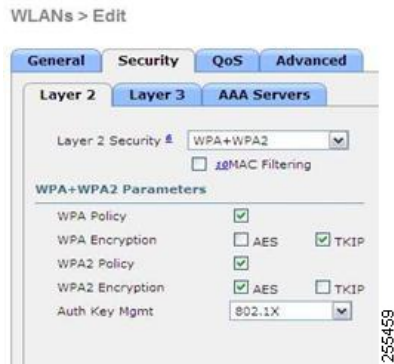 WLANs > Edit
General Security QoS Advanced
Layer 2 Layer 3 AAA Servers
Layer 2 Security 6 WPA+WPA2
10MAC Filtering
WPA+WPA2 Parameters
WPA Policy
WPA Encryption AES TKIP
WPA2 Policy
WPA2 Encryption AES TKIP
Auth Key Mgmt 802.1X
255459